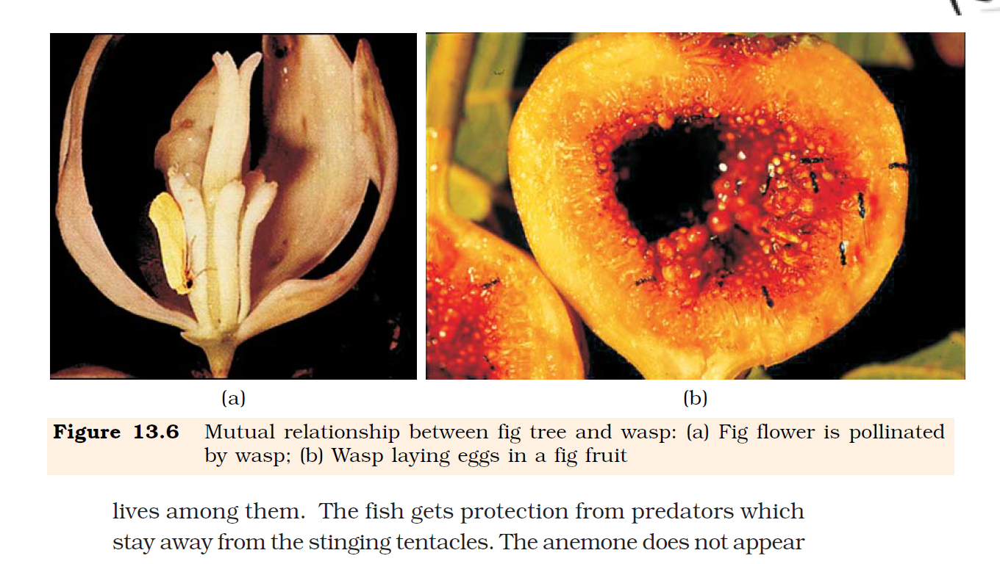 (a)
(b)
Figure 13.6 Mutual relationship between fig tree and wasp: (a) Fig flower is pollinated
by wasp; (b) Wasp laying eggs in a fig fruit
lives among them. The fish gets protection from predators which
stay away from the stinging tentacles. The anemone does not appear